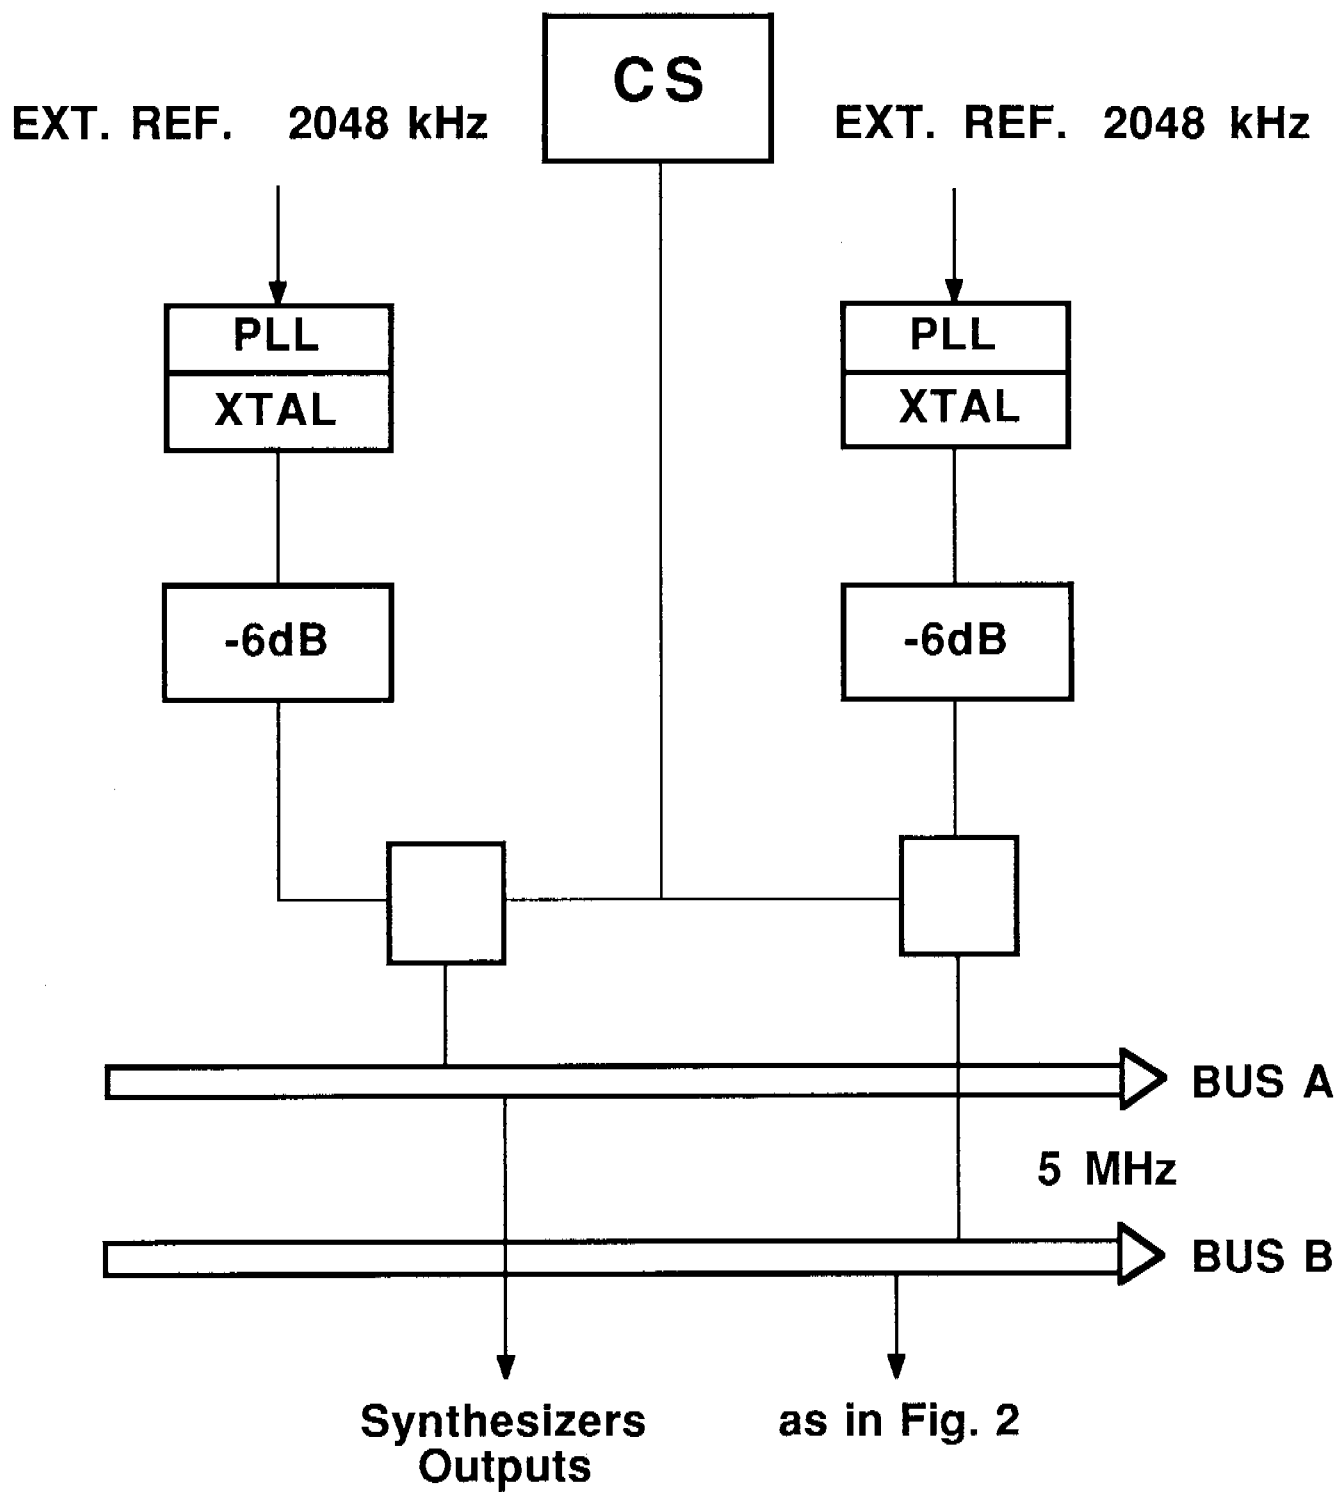 CS
EXT. REF. 2048 kHz
EXT. REF. 2048 kHz
PLL
XTAL
PLL
XTAL
-6dB
-6dB
BUS A
5 MHz
BUS B
Synthesizers
Outputs
as in Fig. 2